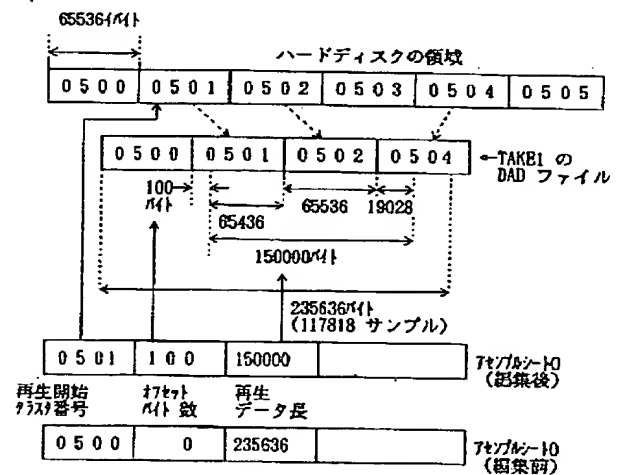 65536バイト
ハードディスクの領域
0500 0501 0502 0503 0504 0505
0500 0501 0502 0504
←TAKE1 の
DAD ファイル
100
バイト
65436
65536
19028
150000バイト
235636バイト
(117818 サンプル)
0501 100 150000
アセンブルシート0
(編集後)
再生開始
クラスタ番号
オフセット
バイト 数
再生
データ長
0500 0 235636
アセンブルシート0
(編集前)